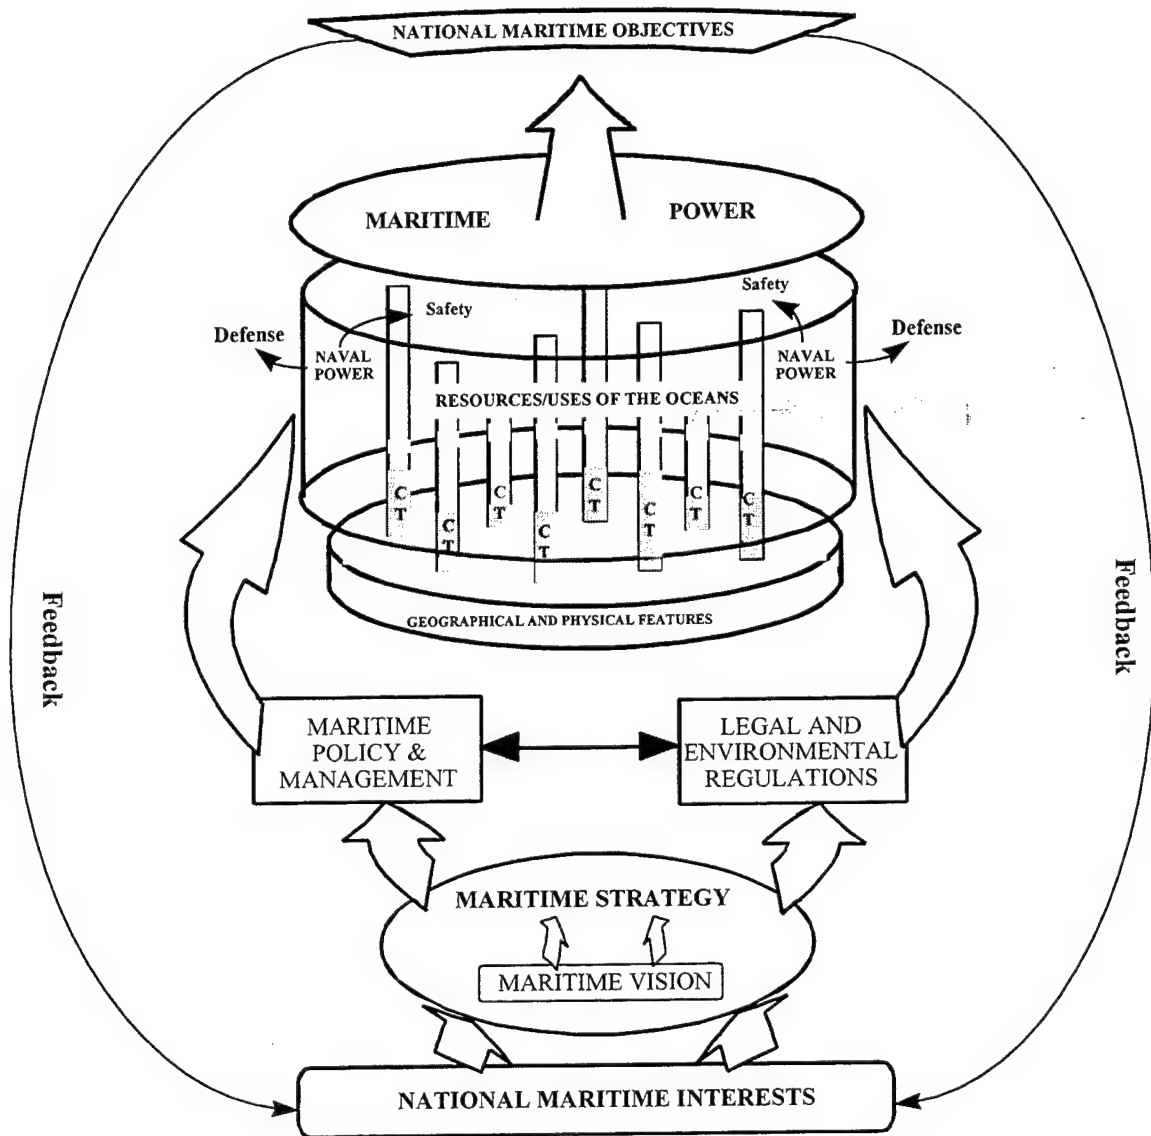 NATIONAL MARITIME OBJECTIVES
MARITIME POWER
Safety
Safety
Defense
Defense
NAVAL
POWER
NAVAL
POWER
RESOURCES/USES OF THE OCEANS
C
T
C
T
C
T
C
T
C
T
C
T
C
T
C
T
GEOGRAPHICAL AND PHYSICAL FEATURES
Feedback
Feedback
MARITIME
POLICY &
MANAGEMENT
LEGAL AND
ENVIRONMENTAL
REGULATIONS
MARITIME STRATEGY
MARITIME VISION
NATIONAL MARITIME INTERESTS